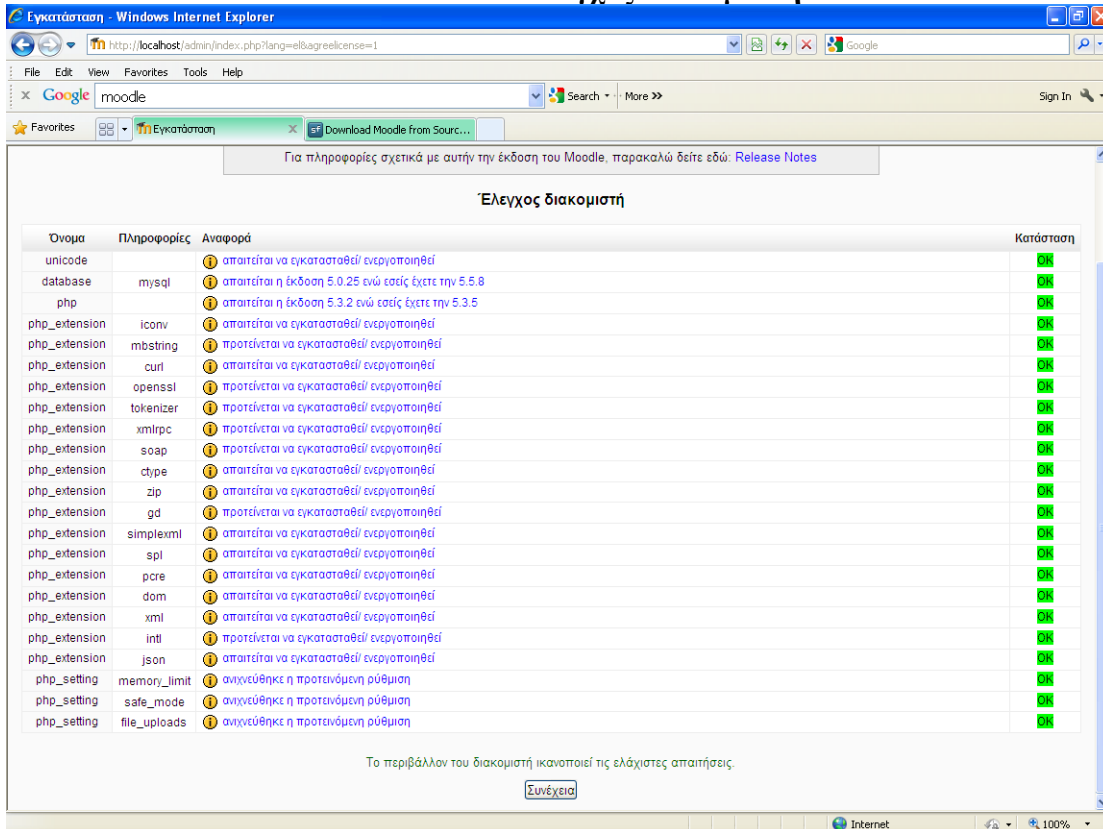 Εγκατάσταση - Windows Internet Explorer
http://localhost/admin/index.php?lang=el&agreelicense=1 Google
File Edit View Favorites Tools Help
x Google moodle Search More >> Sign In
Favorites Εγκατάσταση Download Moodle from Sourc...
Για πληροφορίες σχετικά με αυτήν την έκδοση του Moodle, παρακαλώ δείτε εδώ: Release Notes
Έλεγχος διακομιστή
Όνομα Πληροφορίες Αναφορά Κατάσταση
unicode απαιτείται να εγκατασταθεί/ ενεργοποιηθεί OK
database mysql απαιτείται η έκδοση 5.0.25 ενώ εσείς έχετε την 5.5.8 OK
php απαιτείται η έκδοση 5.3.2 ενώ εσείς έχετε την 5.3.5 OK
php_extension iconv απαιτείται να εγκατασταθεί/ ενεργοποιηθεί OK
php_extension mbstring προτείνεται να εγκατασταθεί/ ενεργοποιηθεί OK
php_extension curl απαιτείται να εγκατασταθεί/ ενεργοποιηθεί OK
php_extension openssl προτείνεται να εγκατασταθεί/ ενεργοποιηθεί OK
php_extension tokenizer προτείνεται να εγκατασταθεί/ ενεργοποιηθεί OK
php_extension xmlrpc προτείνεται να εγκατασταθεί/ ενεργοποιηθεί OK
php_extension soap προτείνεται να εγκατασταθεί/ ενεργοποιηθεί OK
php_extension ctype απαιτείται να εγκατασταθεί/ ενεργοποιηθεί OK
php_extension zip απαιτείται να εγκατασταθεί/ ενεργοποιηθεί OK
php_extension gd προτείνεται να εγκατασταθεί/ ενεργοποιηθεί OK
php_extension simplexml απαιτείται να εγκατασταθεί/ ενεργοποιηθεί OK
php_extension spl απαιτείται να εγκατασταθεί/ ενεργοποιηθεί OK
php_extension pcre απαιτείται να εγκατασταθεί/ ενεργοποιηθεί OK
php_extension dom απαιτείται να εγκατασταθεί/ ενεργοποιηθεί OK
php_extension xml απαιτείται να εγκατασταθεί/ ενεργοποιηθεί OK
php_extension intl προτείνεται να εγκατασταθεί/ ενεργοποιηθεί OK
php_extension json απαιτείται να εγκατασταθεί/ ενεργοποιηθεί OK
php_setting memory_limit ανιχνεύθηκε η προτεινόμενη ρύθμιση OK
php_setting safe_mode ανιχνεύθηκε η προτεινόμενη ρύθμιση OK
php_setting file_uploads ανιχνεύθηκε η προτεινόμενη ρύθμιση OK
Το περιβάλλον του διακομιστή ικανοποιεί τις ελάχιστες απαιτήσεις.
Συνέχεια
Internet 100%